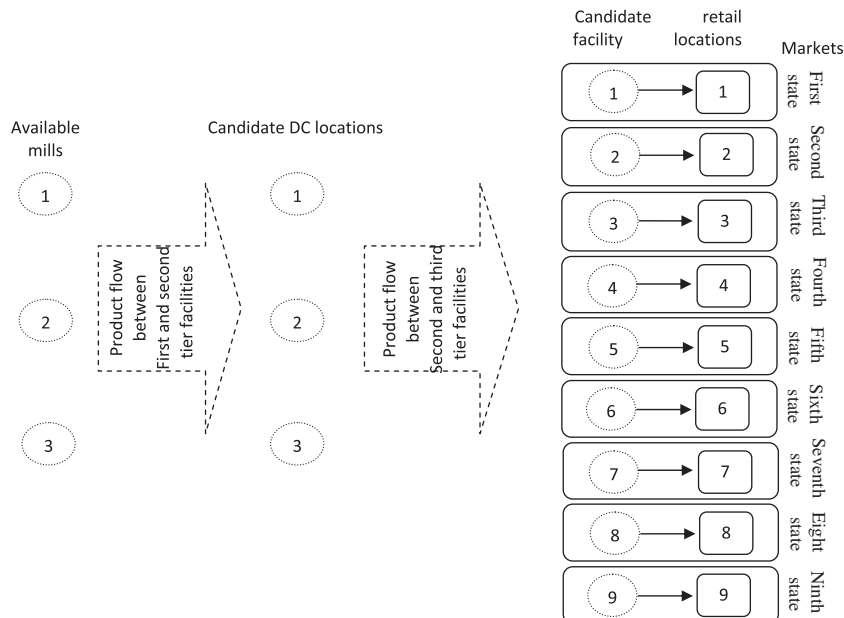 Available
mills
1
2
3
Product flow
between
First and second
tier facilities
Candidate DC locations
1
2
3
Product flow
between
Second and third
tier facilities
Candidate
facility
retail
locations
Markets
1
1
First
state
2
2
Second
state
3
3
Third
state
4
4
Fourth
state
5
5
Fifth
state
6
6
Sixth
state
7
7
Seventh
state
8
8
Eight
state
9
9
Ninth
state